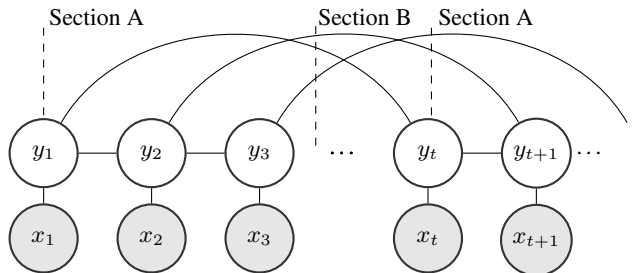 Section A Section B Section A
y₁ y₂ y₃ ... yₜ yₜ₊₁ ...
x₁ x₂ x₃ xₜ xₜ₊₁